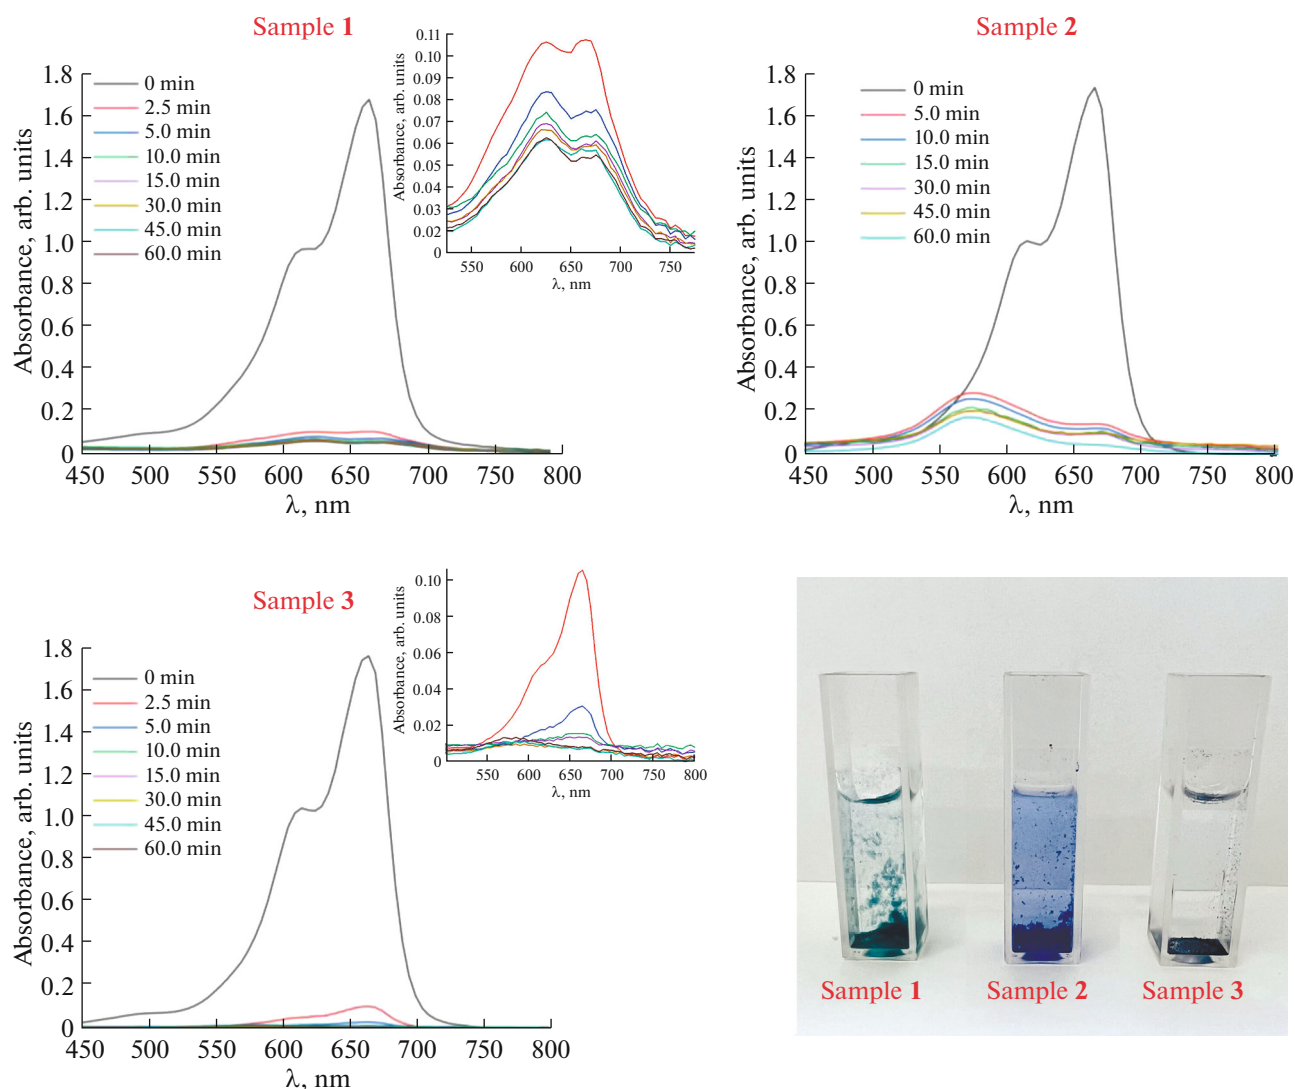 Sample 1
Absorbance, arb. units
1.8
1.6
1.4
1.2
1.0
0.8
0.6
0.4
0.2
0
450 500 550 600 650 700 750 800
λ, nm
0 min
2.5 min
5.0 min
10.0 min
15.0 min
30.0 min
45.0 min
60.0 min
Absorbance, arb. units
0.11
0.10
0.09
0.08
0.07
0.06
0.05
0.04
0.03
0.02
0.01
0
550 600 650 700 750
λ, nm
Sample 2
Absorbance, arb. units
1.8
1.6
1.4
1.2
1.0
0.8
0.6
0.4
0.2
0
450 500 550 600 650 700 750 800
λ, nm
0 min
5.0 min
10.0 min
15.0 min
30.0 min
45.0 min
60.0 min
Sample 3
Absorbance, arb. units
1.8
1.6
1.4
1.2
1.0
0.8
0.6
0.4
0.2
0
450 500 550 600 650 700 750 800
λ, nm
0 min
2.5 min
5.0 min
10.0 min
15.0 min
30.0 min
45.0 min
60.0 min
Absorbance, arb. units
0.10
0.08
0.06
0.04
0.02
0
550 600 650 700 750 800
λ, nm
Sample 1 Sample 2 Sample 3